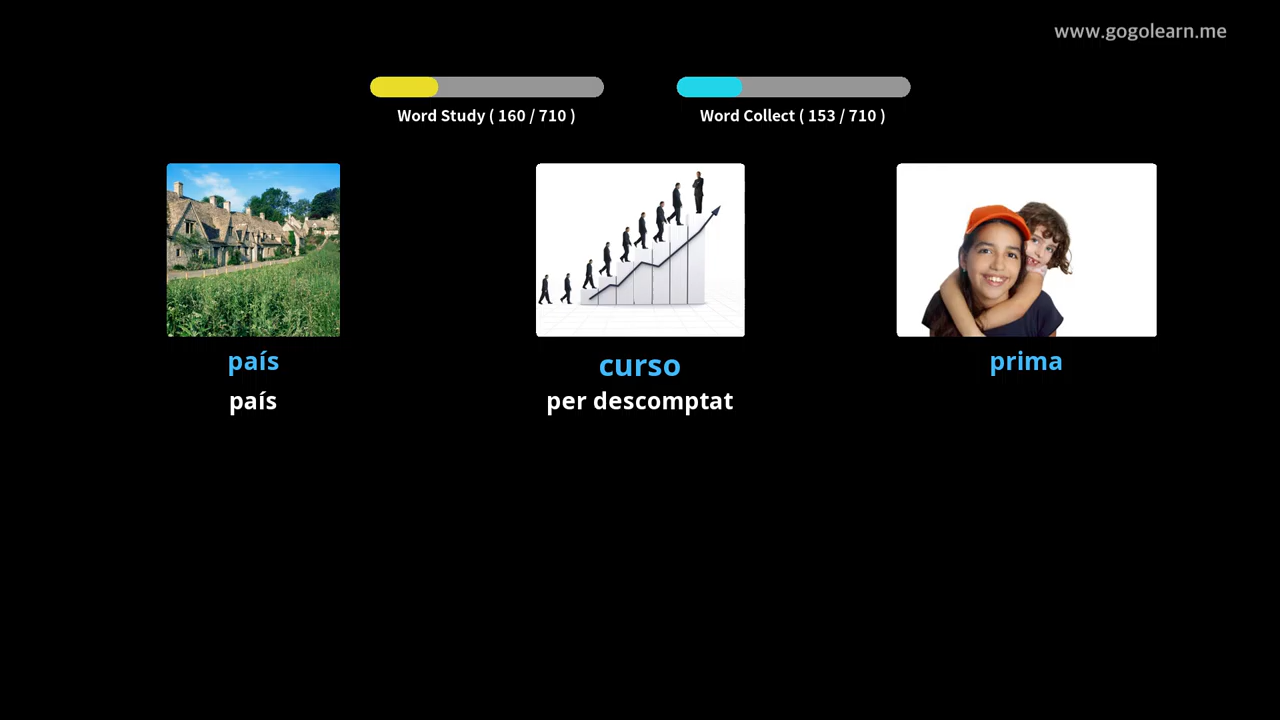 www.gogolearn.me
Word Study ( 160 / 710 )
Word Collect ( 153 / 710 )
país
curso
prima
país
per descomptat